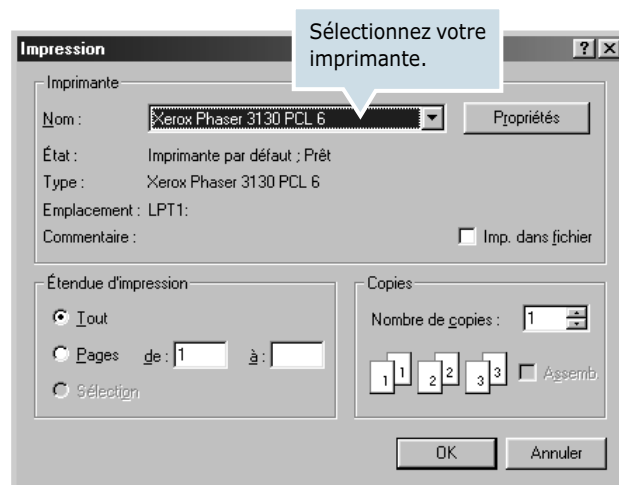 Sélectionnez votre
imprimante.
Impression
Imprimante
Nom : Xerox Phaser 3130 PCL 6 Propriétés
État : Imprimante par défaut ; Prêt
Type : Xerox Phaser 3130 PCL 6
Emplacement : LPT1:
Commentaire : Imp. dans fichier
Étendue d'impression
Tout
Pages de : 1 à :
Sélection
Copies
Nombre de copies : 1
1 1 2 2 3 3 Assemb.
OK Annuler